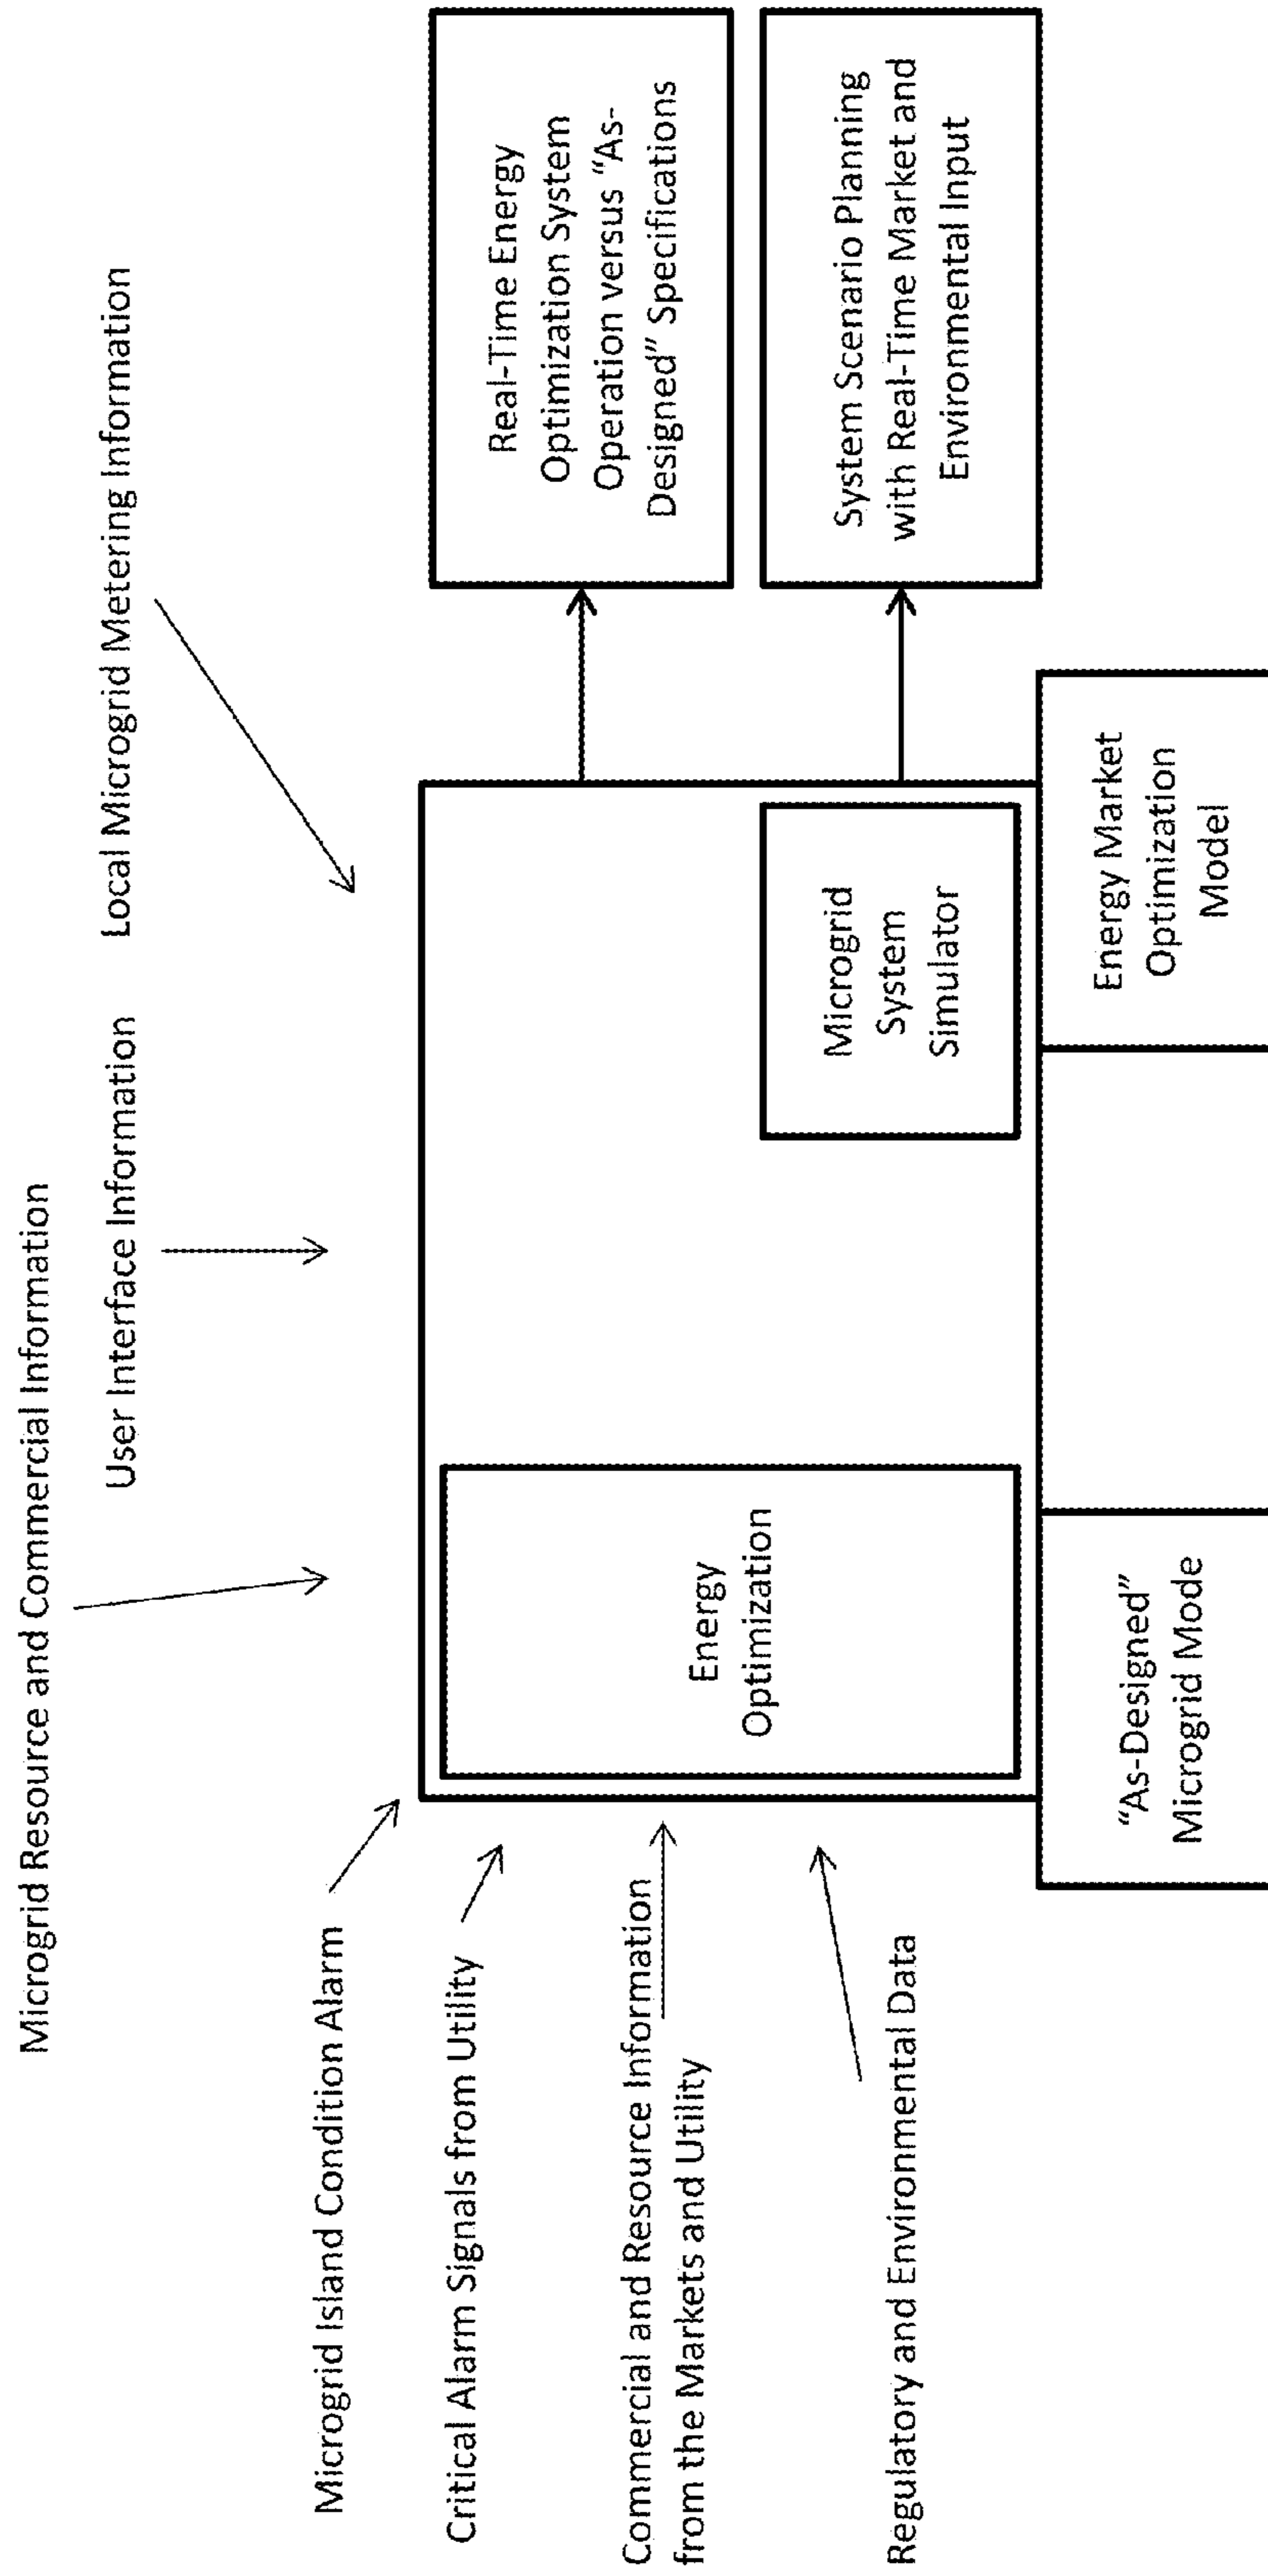 Microgrid Resource and Commercial Information
User Interface Information
Local Microgrid Metering Information
Microgrid Island Condition Alarm
Critical Alarm Signals from Utility
Commercial and Resource Information
from the Markets and Utility
Regulatory and Environmental Data
Energy
Optimization
Microgrid
System
Simulator
Real-Time Energy
Optimization System
Operation versus “As-
Designed” Specifications
System Scenario Planning
with Real-Time Market and
Environmental Input
“As-Designed”
Microgrid Mode
Energy Market
Optimization
Model